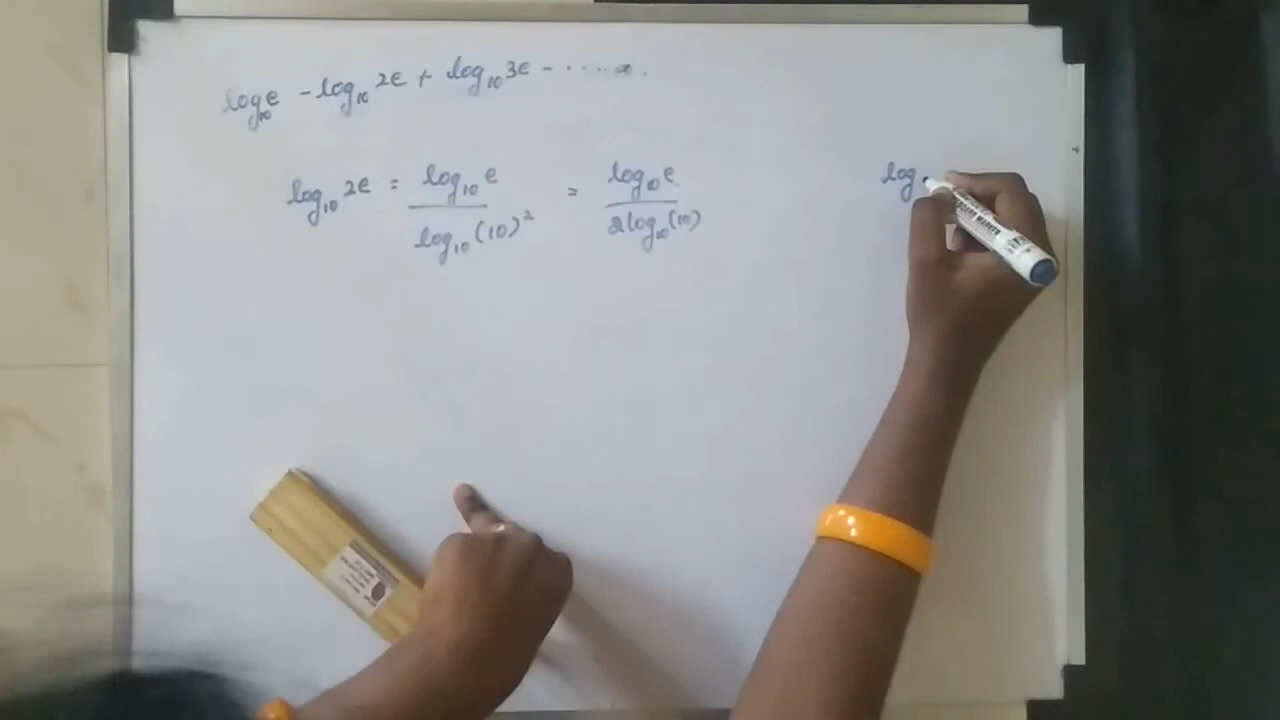 log₁₀e - log₁₀2e + log₁₀3e - ..... ∞.
log₁₀2e = log₁₀e / log₁₀(10)² = log₁₀e / 2log₁₀(10) log